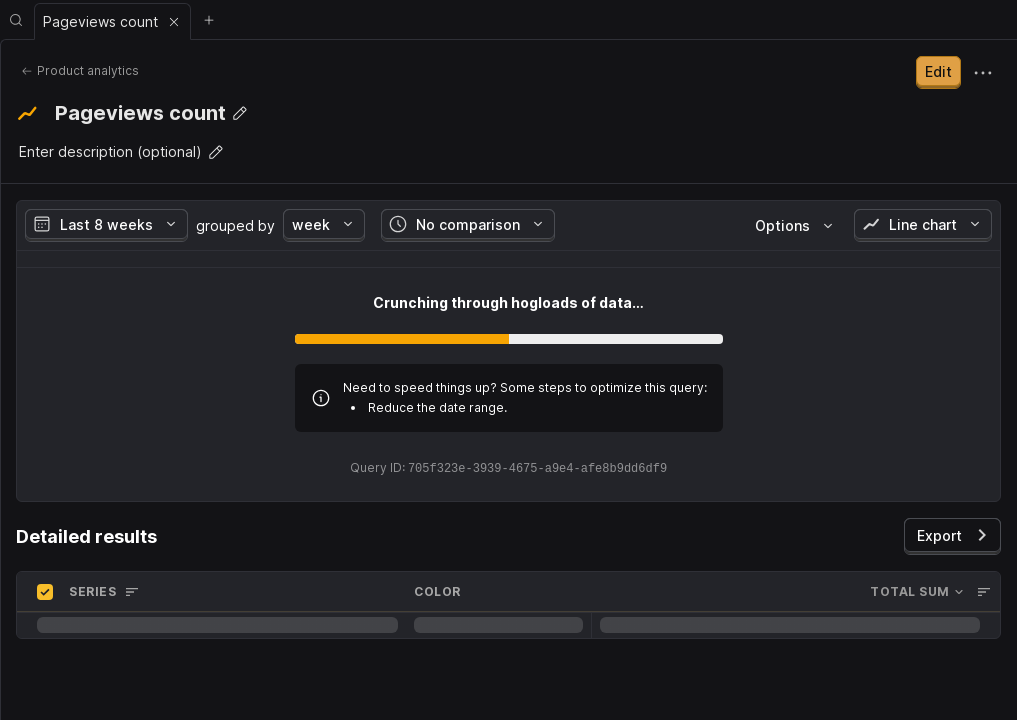 Pageviews count
Product analytics
Edit
Pageviews count
Enter description (optional)
Last 8 weeks grouped by week No comparison Options Line chart
Crunching through hogloads of data...
Need to speed things up? Some steps to optimize this query:
• Reduce the date range.
Query ID: 705f323e-3939-4675-a9e4-afe8b9dd6df9
Detailed results
Export
SERIES COLOR TOTAL SUM